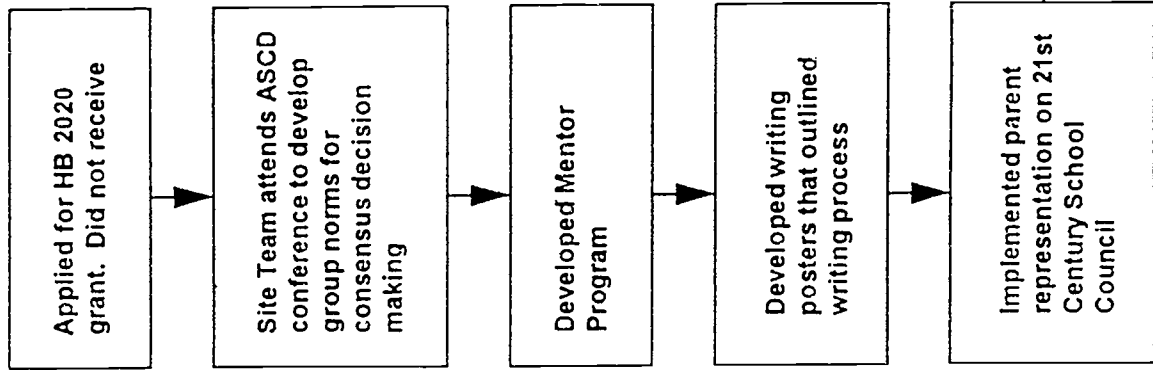 Applied for HB 2020
grant. Did not receive
Site Team attends ASCD
conference to develop
group norms for
consensus decision
making
Developed Mentor
Program
Developed writing
posters that outlined
writing process
Implemented parent
representation on 21st
Century School
Council